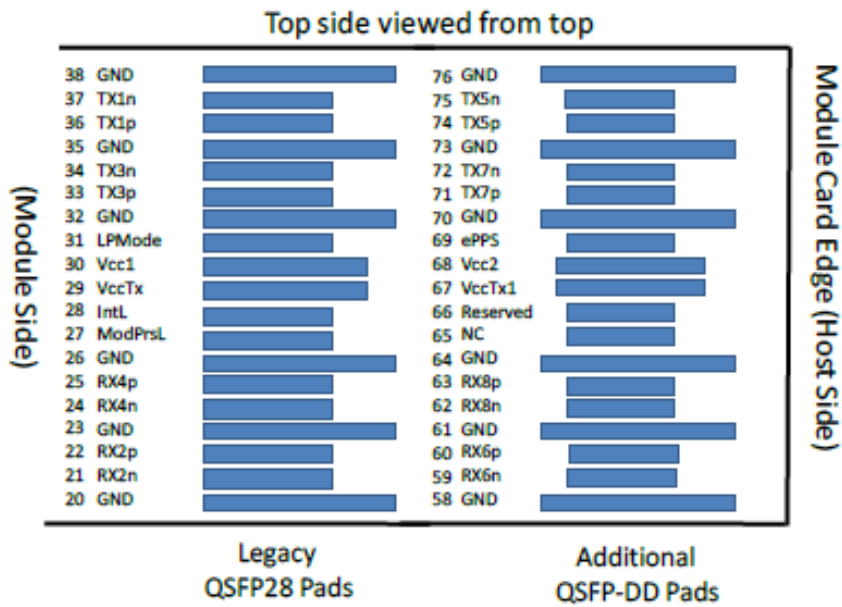 Top side viewed from top
38 GND
37 TX1n
36 TX1p
35 GND
34 TX3n
33 TX3p
32 GND
31 LPMode
30 Vcc1
29 VccTx
28 IntL
27 ModPrsL
26 GND
25 RX4p
24 RX4n
23 GND
22 RX2p
21 RX2n
20 GND
76 GND
75 TX5n
74 TX5p
73 GND
72 TX7n
71 TX7p
70 GND
69 ePPS
68 Vcc2
67 VccTx1
66 Reserved
65 NC
64 GND
63 RX8p
62 RX8n
61 GND
60 RX6p
59 RX6n
58 GND
(Module Side)
Module Card Edge (Host Side)
Legacy
QSFP28 Pads
Additional
QSFP-DD Pads